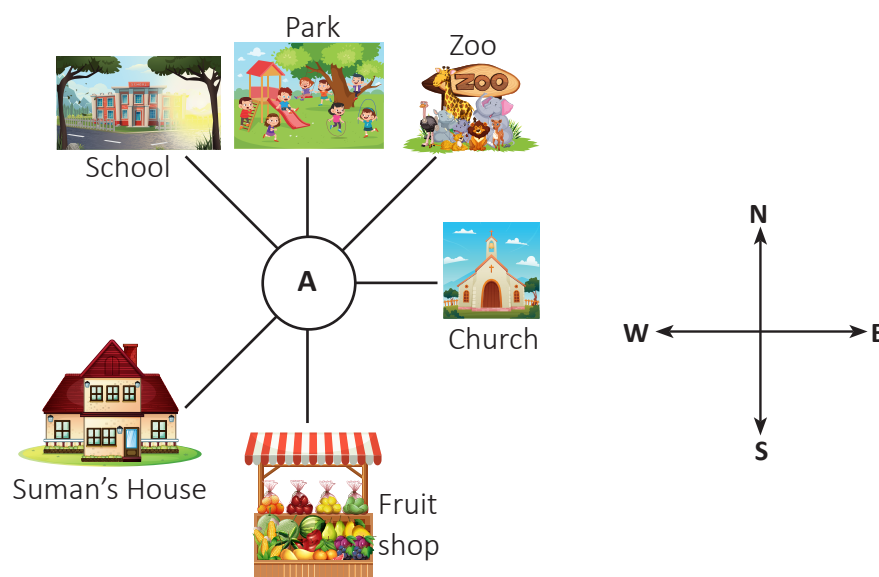 Park
Zoo
ZOO
School
A
Church
Suman’s House
Fruit
shop
N
W
E
S